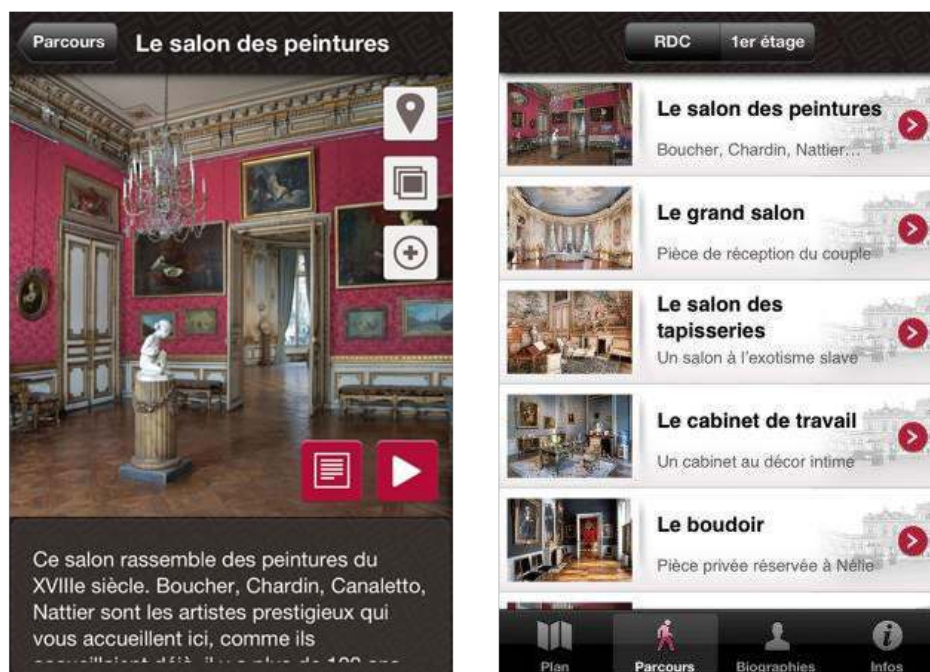 Parcours
Le salon des peintures
Ce salon rassemble des peintures du
XVIIIe siècle. Boucher, Chardin, Canaletto,
Nattier sont les artistes prestigieux qui
vous accueillent ici, comme ils
RDC 1er étage
Le salon des peintures
Boucher, Chardin, Nattier...
Le grand salon
Pièce de réception du couple
Le salon des
tapisseries
Un salon à l'exotisme slave
Le cabinet de travail
Un cabinet au décor intime
Le boudoir
Pièce privée réservée à Nélie
Plan Parcours Biographies Infos